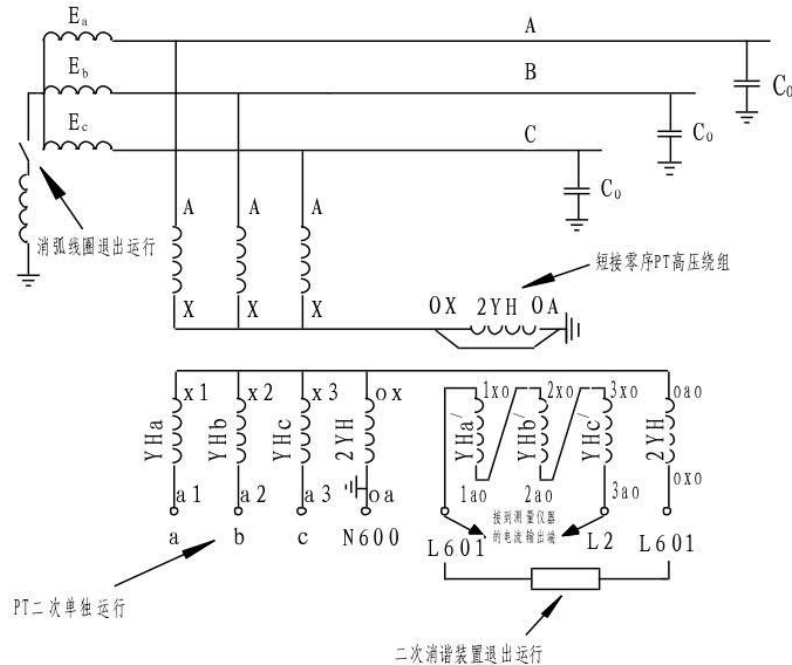 Ea
A
Eb
B
C0
Ec
C
C0
C0
A
A
A
消弧线圈退出运行
短接零序PT高压绕组
X
X
X
OX
2YH
OA
x1
x2
x3
ox
1xo
2xo
3xo
oao
YHa
YHb
YHc
2YH
YHa′
YHb′
YHc′
2YH
a1
a2
a3
oa
1ao
2ao
3ao
oxo
接到测量仪器
的电流输出端
a
b
c
N600
L601
L2
L601
PT二次单独运行
二次消谐装置退出运行